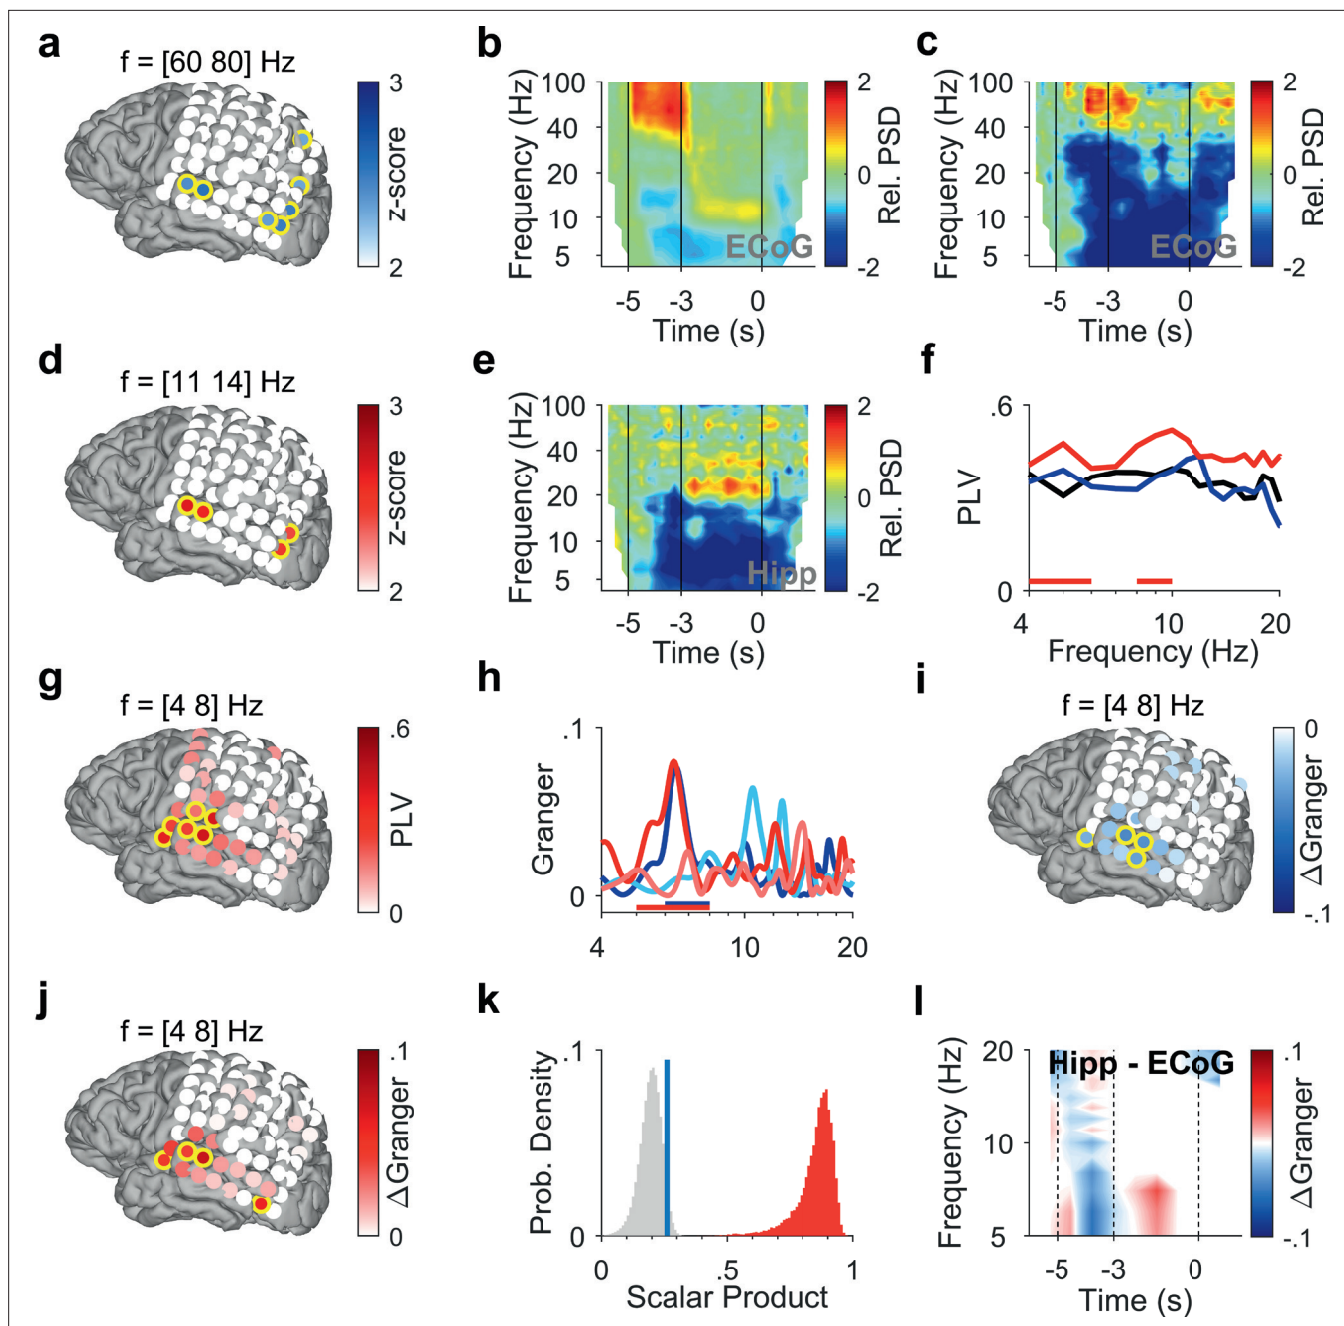 a
f = [60 80] Hz
3
z-score
2
b
100
40
20
10
5
Frequency (Hz)
ECoG
-5
-3
0
Time (s)
2
0
-2
Rel. PSD
c
100
40
20
10
5
Frequency (Hz)
ECoG
-5
-3
0
Time (s)
2
0
-2
Rel. PSD
d
f = [11 14] Hz
3
z-score
2
e
100
40
20
10
5
Frequency (Hz)
Hipp
-5
-3
0
Time (s)
2
0
-2
Rel. PSD
f
.6
PLV
0
4
10
20
Frequency (Hz)
g
f = [4 8] Hz
.6
PLV
0
h
.1
Granger
0
4
10
20
i
f = [4 8] Hz
0
ΔGranger
-.1
j
f = [4 8] Hz
.1
ΔGranger
0
k
.1
Prob. Density
0
0
.5
1
Scalar Product
l
20
10
5
Frequency (Hz)
Hipp - ECoG
-5
-3
0
Time (s)
.1
ΔGranger
-.1